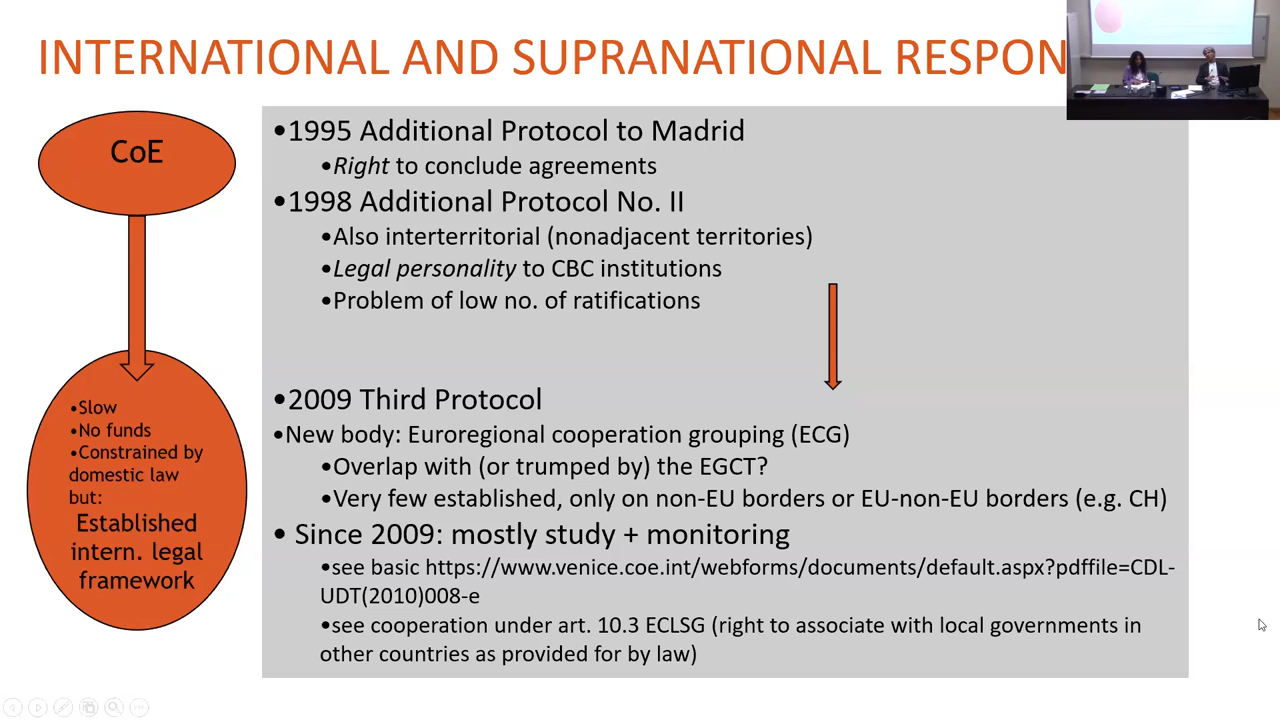 INTERNATIONAL AND SUPRANATIONAL RESPON
CoE
•Slow
•No funds
•Constrained by
domestic law
but:
Established
intern. legal
framework
•1995 Additional Protocol to Madrid
•Right to conclude agreements
•1998 Additional Protocol No. II
•Also interterritorial (nonadjacent territories)
•Legal personality to CBC institutions
•Problem of low no. of ratifications
•2009 Third Protocol
•New body: Euroregional cooperation grouping (ECG)
•Overlap with (or trumped by) the EGCT?
•Very few established, only on non-EU borders or EU-non-EU borders (e.g. CH)
• Since 2009: mostly study + monitoring
•see basic https://www.venice.coe.int/webforms/documents/default.aspx?pdffile=CDL-
UDT(2010)008-e
•see cooperation under art. 10.3 ECLSG (right to associate with local governments in
other countries as provided for by law)